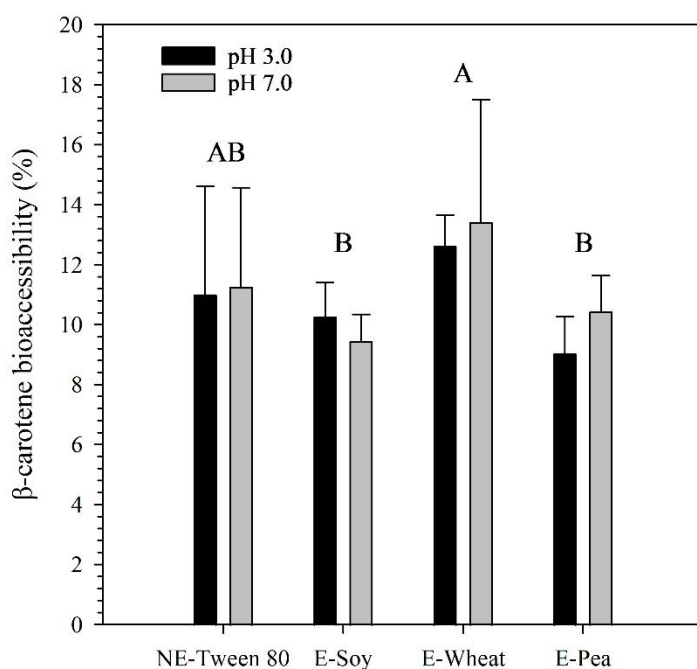 β-carotene bioaccessibility (%)
20
18
16
14
12
10
8
6
4
2
0
pH 3.0
pH 7.0
AB
B
A
B
NE-Tween 80 E-Soy E-Wheat E-Pea